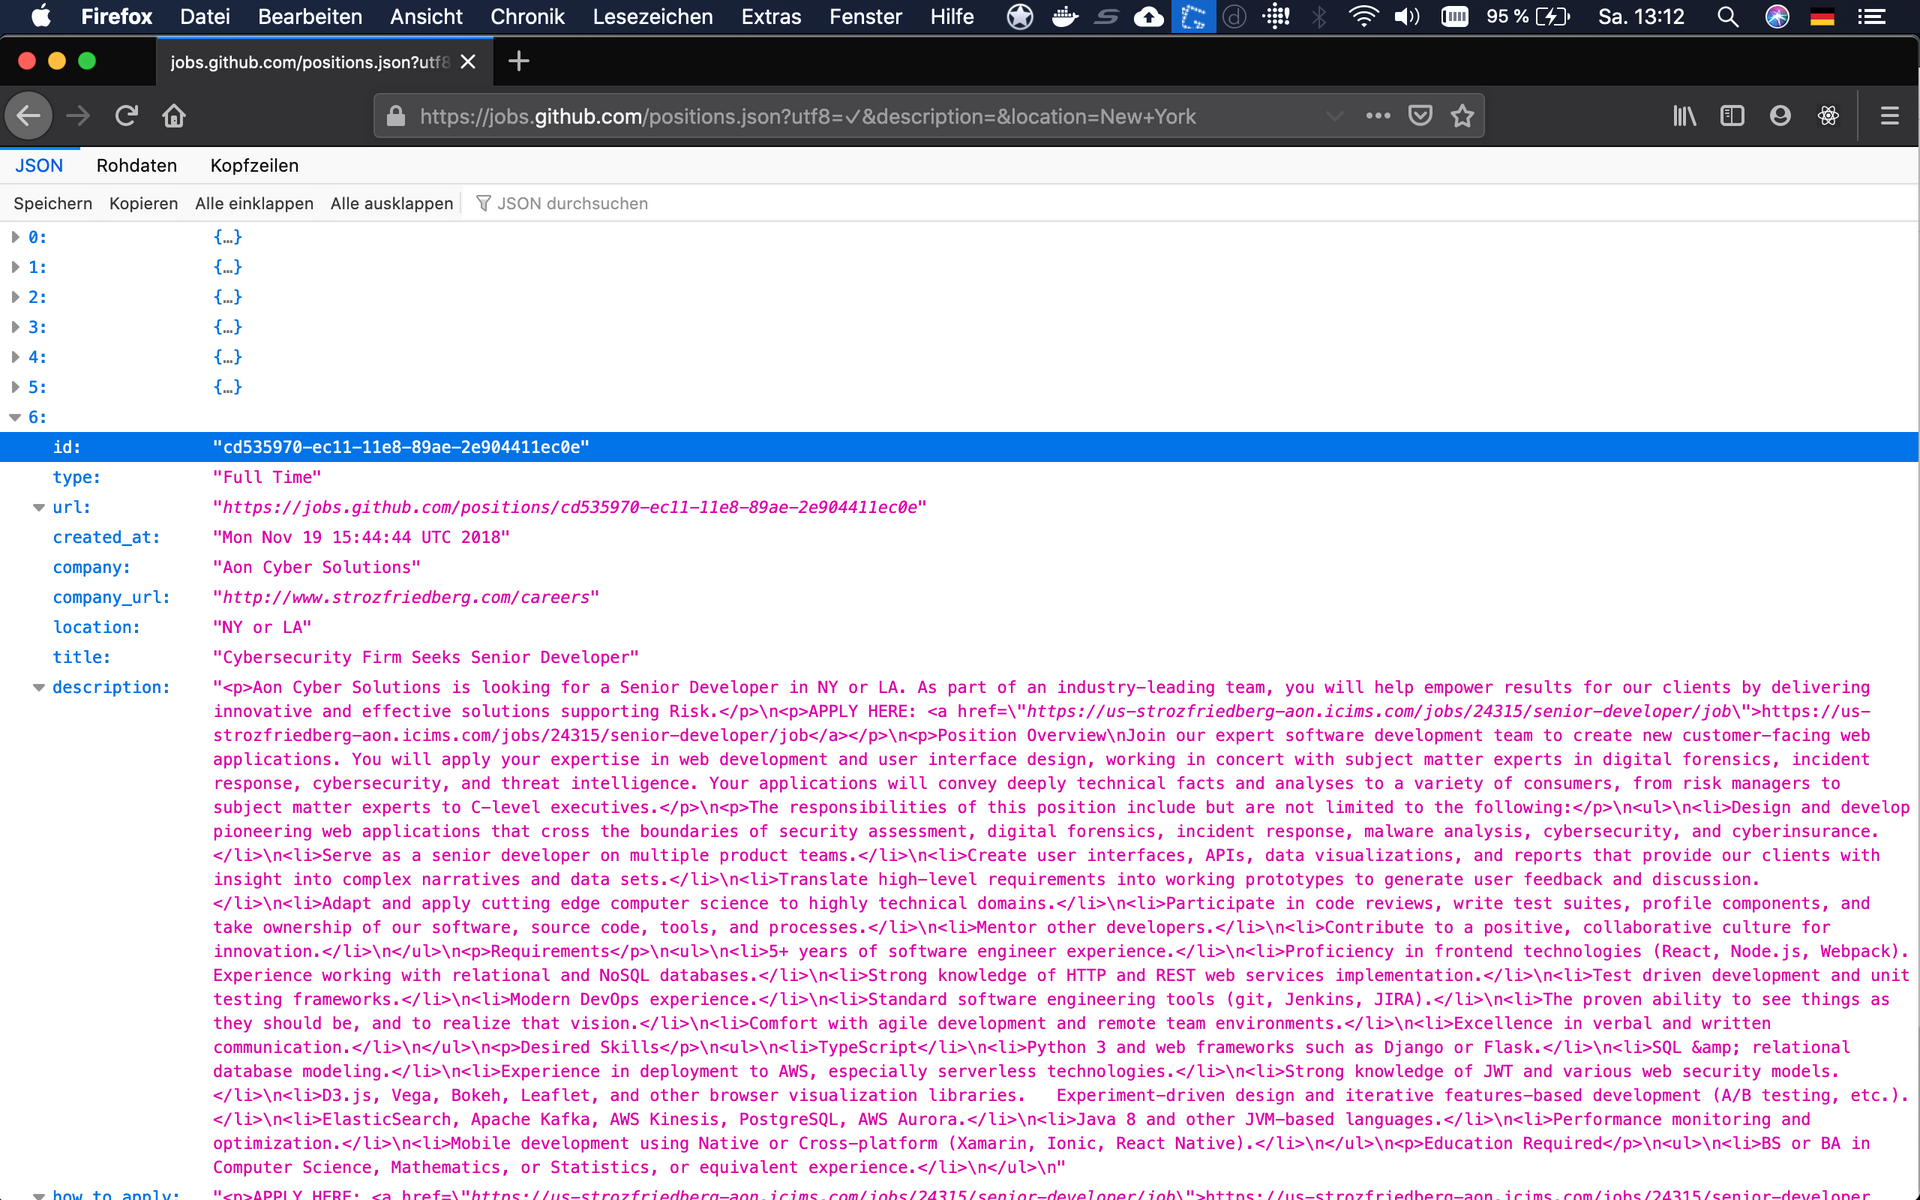 Firefox Datei Bearbeiten Ansicht Chronik Lesezeichen Extras Fenster Hilfe 95 % Sa. 13:12
jobs.github.com/positions.json?utf8
https://jobs.github.com/positions.json?utf8=✓&description=&location=New+York
JSON Rohdaten Kopfzeilen
Speichern Kopieren Alle einklappen Alle ausklappen JSON durchsuchen
0: {…}
1: {…}
2: {…}
3: {…}
4: {…}
5: {…}
6:
id: "cd535970-ec11-11e8-89ae-2e904411ec0e"
type: "Full Time"
url: "https://jobs.github.com/positions/cd535970-ec11-11e8-89ae-2e904411ec0e"
created_at: "Mon Nov 19 15:44:44 UTC 2018"
company: "Aon Cyber Solutions"
company_url: "http://www.strozfriedberg.com/careers"
location: "NY or LA"
title: "Cybersecurity Firm Seeks Senior Developer"
description: "<p>Aon Cyber Solutions is looking for a Senior Developer in NY or LA. As part of an industry-leading team, you will help empower results for our clients by delivering
innovative and effective solutions supporting Risk.</p>\n<p>APPLY HERE: <a href=\"https://us-strozfriedberg-aon.icims.com/jobs/24315/senior-developer/job\">https://us-
strozfriedberg-aon.icims.com/jobs/24315/senior-developer/job</a></p>\n<p>Position Overview\nJoin our expert software development team to create new customer-facing web
applications. You will apply your expertise in web development and user interface design, working in concert with subject matter experts in digital forensics, incident
response, cybersecurity, and threat intelligence. Your applications will convey deeply technical facts and analyses to a variety of consumers, from risk managers to
subject matter experts to C-level executives.</p>\n<p>The responsibilities of this position include but are not limited to the following:</p>\n<ul>\n<li>Design and develop
pioneering web applications that cross the boundaries of security assessment, digital forensics, incident response, malware analysis, cybersecurity, and cyberinsurance.
</li>\n<li>Serve as a senior developer on multiple product teams.</li>\n<li>Create user interfaces, APIs, data visualizations, and reports that provide our clients with
insight into complex narratives and data sets.</li>\n<li>Translate high-level requirements into working prototypes to generate user feedback and discussion.
</li>\n<li>Adapt and apply cutting edge computer science to highly technical domains.</li>\n<li>Participate in code reviews, write test suites, profile components, and
take ownership of our software, source code, tools, and processes.</li>\n<li>Mentor other developers.</li>\n<li>Contribute to a positive, collaborative culture for
innovation.</li>\n</ul>\n<p>Requirements</p>\n<ul>\n<li>5+ years of software engineer experience.</li>\n<li>Proficiency in frontend technologies (React, Node.js, Webpack).
Experience working with relational and NoSQL databases.</li>\n<li>Strong knowledge of HTTP and REST web services implementation.</li>\n<li>Test driven development and unit
testing frameworks.</li>\n<li>Modern DevOps experience.</li>\n<li>Standard software engineering tools (git, Jenkins, JIRA).</li>\n<li>The proven ability to see things as
they should be, and to realize that vision.</li>\n<li>Comfort with agile development and remote team environments.</li>\n<li>Excellence in verbal and written
communication.</li>\n</ul>\n<p>Desired Skills</p>\n<ul>\n<li>TypeScript</li>\n<li>Python 3 and web frameworks such as Django or Flask.</li>\n<li>SQL &amp; relational
database modeling.</li>\n<li>Experience in deployment to AWS, especially serverless technologies.</li>\n<li>Strong knowledge of JWT and various web security models.
</li>\n<li>D3.js, Vega, Bokeh, Leaflet, and other browser visualization libraries.   Experiment-driven design and iterative features-based development (A/B testing, etc.).
</li>\n<li>ElasticSearch, Apache Kafka, AWS Kinesis, PostgreSQL, AWS Aurora.</li>\n<li>Java 8 and other JVM-based languages.</li>\n<li>Performance monitoring and
optimization.</li>\n<li>Mobile development using Native or Cross-platform (Xamarin, Ionic, React Native).</li>\n</ul>\n<p>Education Required</p>\n<ul>\n<li>BS or BA in
Computer Science, Mathematics, or Statistics, or equivalent experience.</li>\n</ul>\n"
how_to_apply: "<p>APPLY HERE: <a href=\"https://us-strozfriedberg-aon.icims.com/jobs/24315/senior-developer/job\">https://us-strozfriedberg-aon.icims.com/jobs/24315/senior-developer